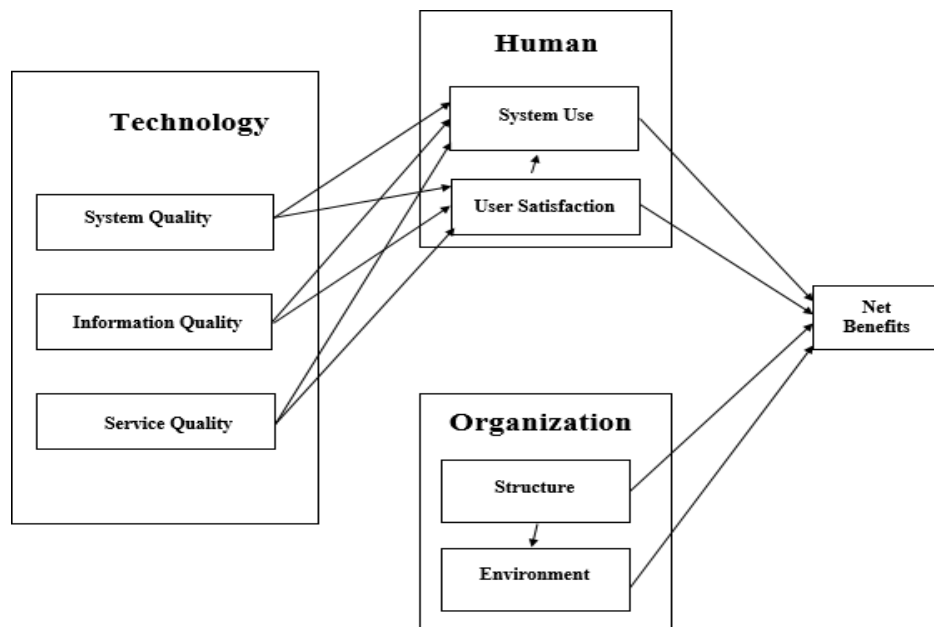 Technology
System Quality
Information Quality
Service Quality
Human
System Use
User Satisfaction
Organization
Structure
Environment
Net
Benefits